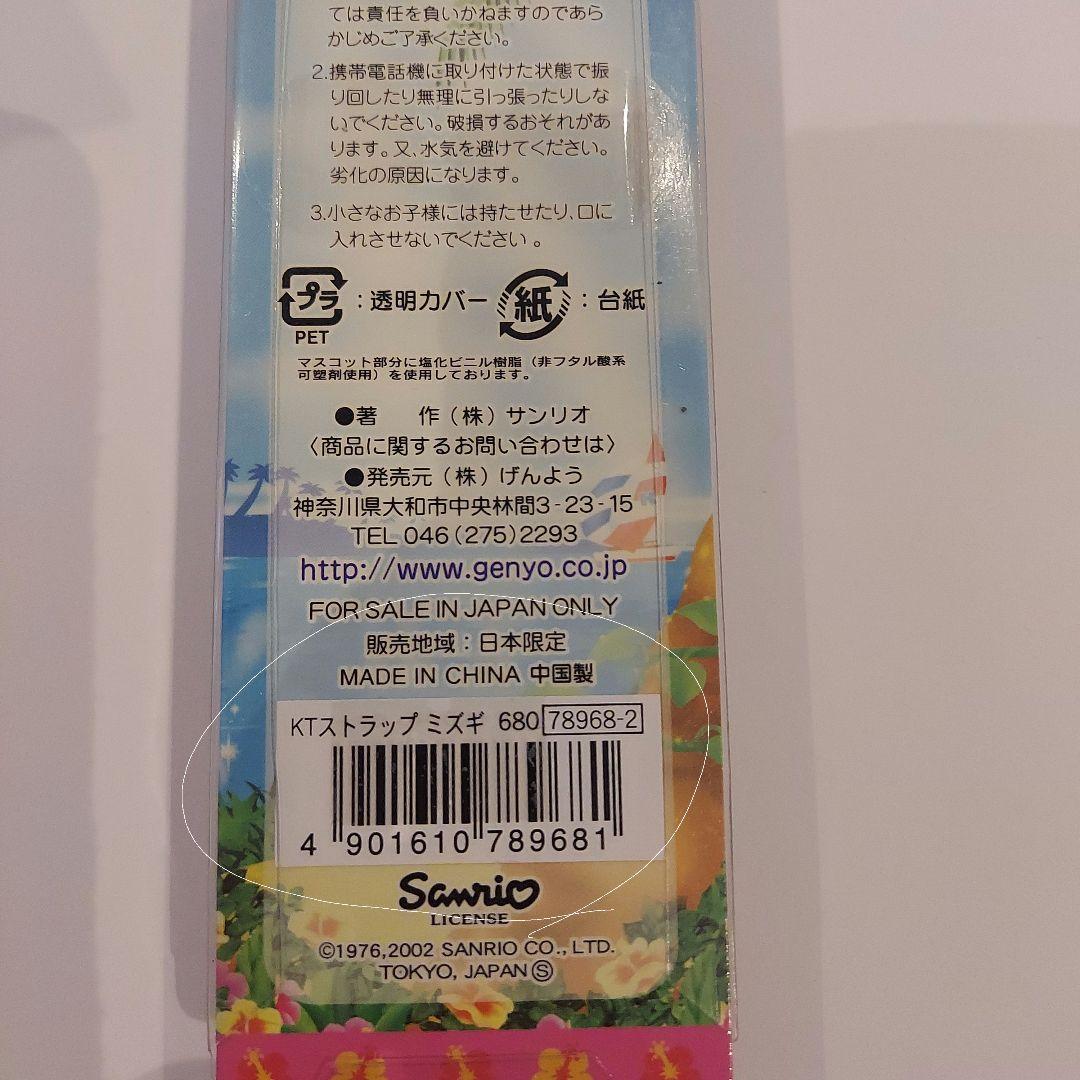 ては責任を負いかねますのであら
かじめご了承ください。
2.携帯電話機に取り付けた状態で振
り回したり無理に引っ張ったりしな
いでください。破損するおそれがあ
ります。又、水気を避けてください。
劣化の原因になります。
3.小さなお子様には持たせたり、口に
入れさせないでください。
プラ PET :透明カバー 紙 :台紙
マスコット部分に塩化ビニル樹脂(非フタル酸系
可塑剤使用)を使用しております。
●著　作(株)サンリオ
〈商品に関するお問い合わせは〉
●発売元(株)げんよう
神奈川県大和市中央林間3-23-15
TEL 046(275)2293
http://www.genyo.co.jp
FOR SALE IN JAPAN ONLY
販売地域:日本限定
MADE IN CHINA 中国製
KTストラップ ミズギ 680 78968-2
4 901610 789681
Sanrio
LICENSE
©1976,2002 SANRIO CO., LTD.
TOKYO, JAPAN Ⓢ